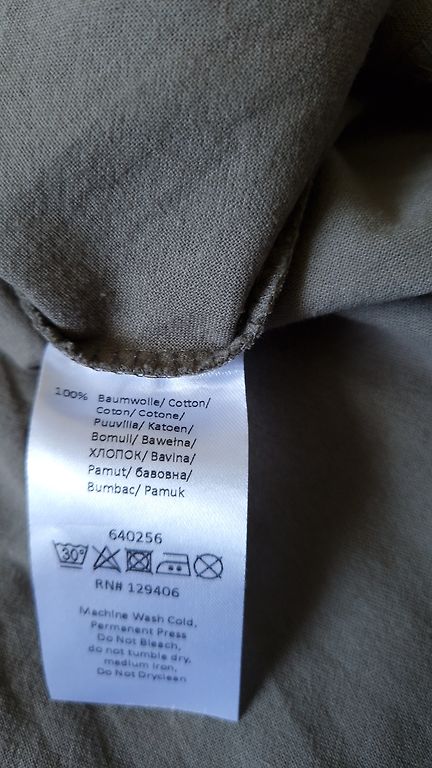 100% Baumwolle/ Cotton/
Coton/ Cotone/
Puuvilla/ Katoen/
Bomull/ Bawełna/
ХЛОПОК/ Bavlna/
Pamut/ бавовна/
Bumbac/ Pamuk
640256
30°
RN# 129406
Machine Wash Cold,
Permanent Press
Do Not Bleach,
do not tumble dry,
medium iron,
Do Not Dryclean